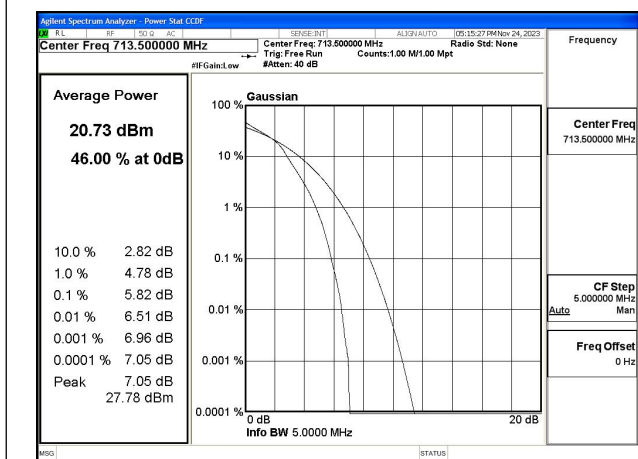 Agilent Spectrum Analyzer - Power Stat CCDF
LXI RL RF 50 Ω AC SENSE:INT ALIGNAUTO 05:15:27 PM Nov 24, 2023
Center Freq 713.500000 MHz
Center Freq: 713.500000 MHz Radio Std: None
Trig: Free Run Counts:1.00 M/1.00 Mpt
#IFGain:Low #Atten: 40 dB
Frequency
Average Power
20.73 dBm
46.00 % at 0dB
10.0 % 2.82 dB
1.0 % 4.78 dB
0.1 % 5.82 dB
0.01 % 6.51 dB
0.001 % 6.96 dB
0.0001 % 7.05 dB
Peak 7.05 dB
27.78 dBm
Gaussian
100 %
10 %
1 %
0.1 %
0.01 %
0.001 %
0.0001 %
0 dB 20 dB
Info BW 5.0000 MHz
Center Freq
713.500000 MHz
CF Step
5.000000 MHz
Auto Man
Freq Offset
0 Hz
MSG STATUS